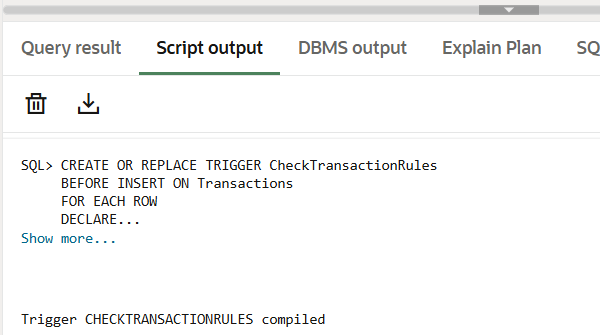 Query result Script output DBMS output Explain Plan SQ
SQL> CREATE OR REPLACE TRIGGER CheckTransactionRules
BEFORE INSERT ON Transactions
FOR EACH ROW
DECLARE...
Show more...
Trigger CHECKTRANSACTIONRULES compiled